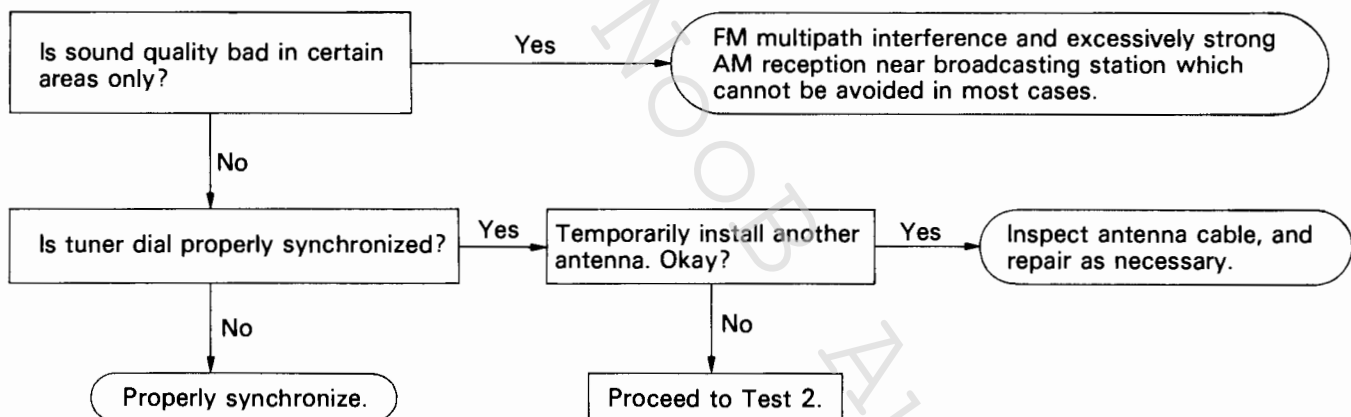 Is sound quality bad in certain
areas only?
Yes
FM multipath interference and excessively strong
AM reception near broadcasting station which
cannot be avoided in most cases.
No
Is tuner dial properly synchronized?
Yes
Temporarily install another
antenna. Okay?
Yes
Inspect antenna cable, and
repair as necessary.
No
No
Properly synchronize.
Proceed to Test 2.
NOOB